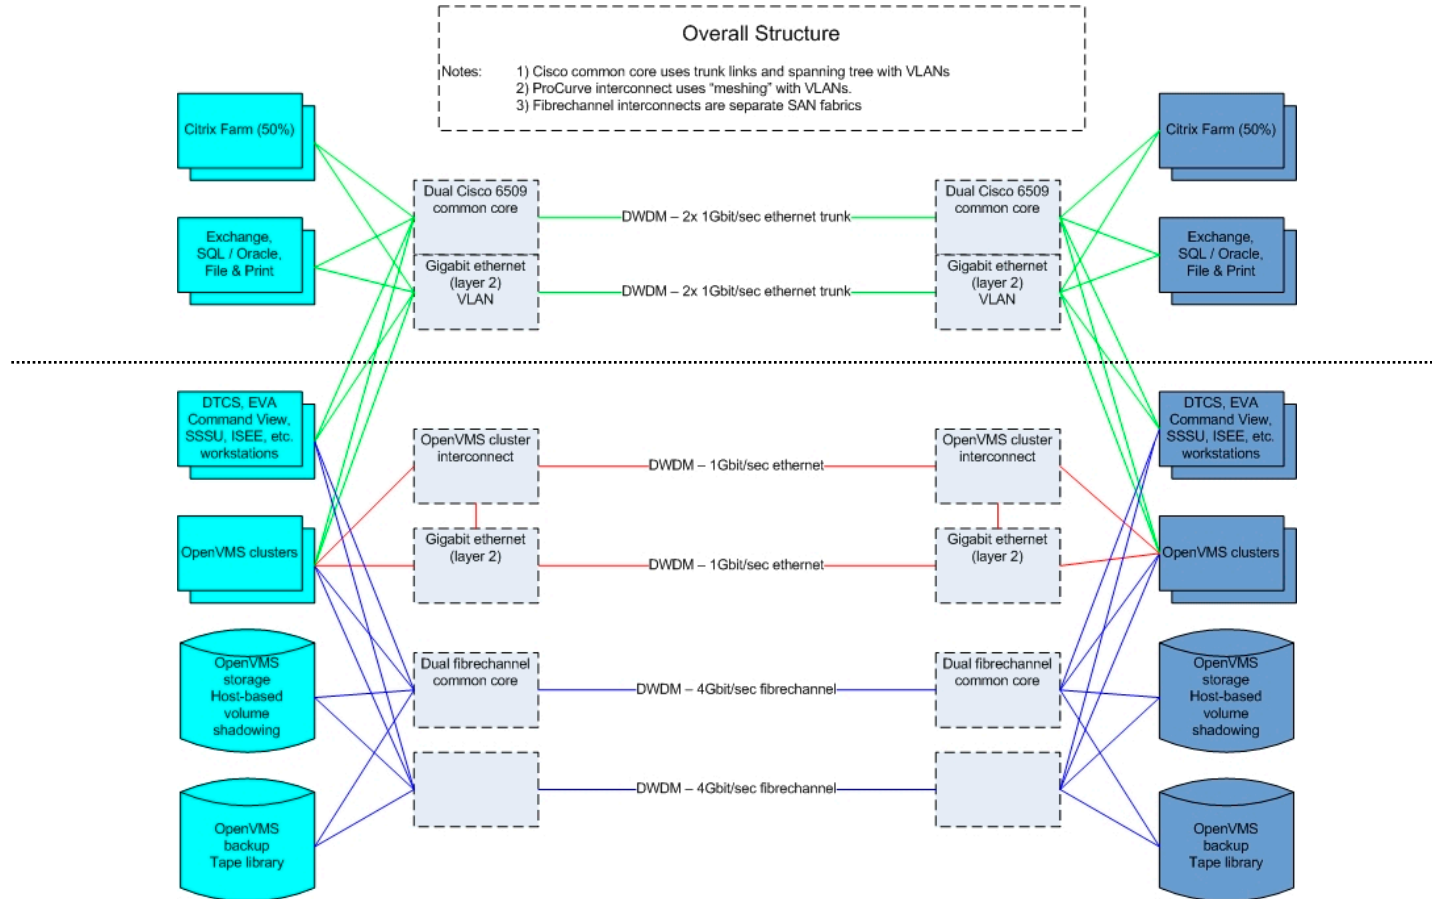 Overall Structure
Notes: 1) Cisco common core uses trunk links and spanning tree with VLANs
2) ProCurve interconnect uses “meshing” with VLANs.
3) Fibrechannel interconnects are separate SAN fabrics
Citrix Farm (50%)
Citrix Farm (50%)
Dual Cisco 6509
common core
DWDM – 2x 1Gbit/sec ethernet trunk
Dual Cisco 6509
common core
Exchange,
SQL / Oracle,
File & Print
Gigabit ethernet
(layer 2)
VLAN
DWDM – 2x 1Gbit/sec ethernet trunk
Gigabit ethernet
(layer 2)
VLAN
Exchange,
SQL / Oracle,
File & Print
DTCS, EVA
Command View,
SSSU, ISEE, etc.
workstations
OpenVMS cluster
interconnect
DWDM – 1Gbit/sec ethernet
OpenVMS cluster
interconnect
DTCS, EVA
Command View,
SSSU, ISEE, etc.
workstations
OpenVMS clusters
Gigabit ethernet
(layer 2)
DWDM – 1Gbit/sec ethernet
Gigabit ethernet
(layer 2)
OpenVMS clusters
OpenVMS
storage
Host-based
volume
shadowing
Dual fibrechannel
common core
DWDM – 4Gbit/sec fibrechannel
Dual fibrechannel
common core
OpenVMS
storage
Host-based
volume
shadowing
DWDM – 4Gbit/sec fibrechannel
OpenVMS
backup
Tape library
OpenVMS
backup
Tape library